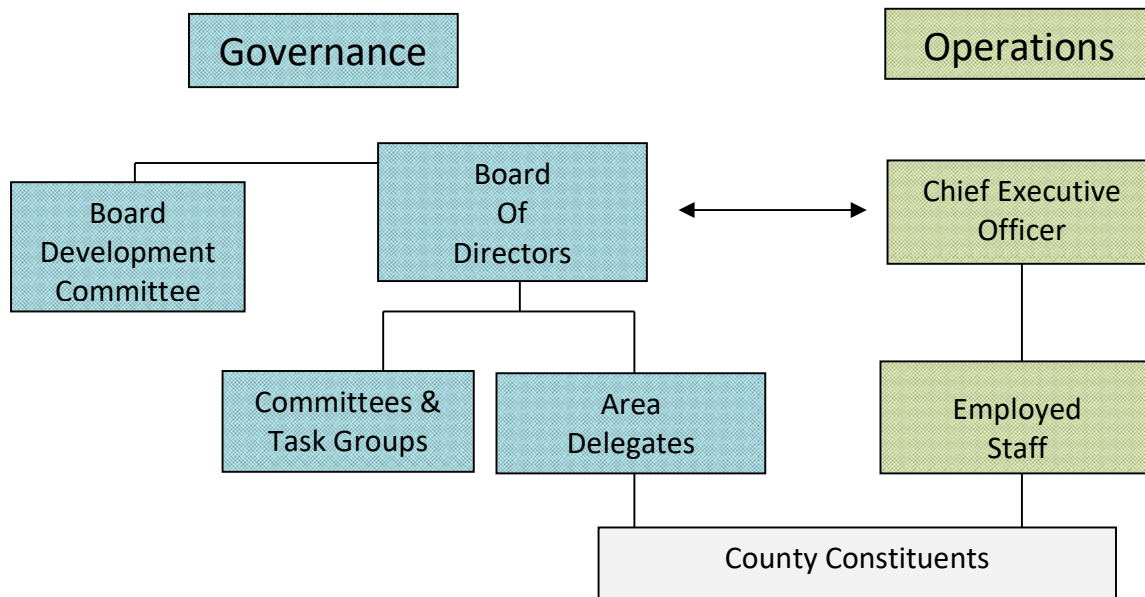 Governance
Operations
Board
Of
Directors
Chief Executive
Officer
Board
Development
Committee
Committees &
Task Groups
Area
Delegates
Employed
Staff
County Constituents